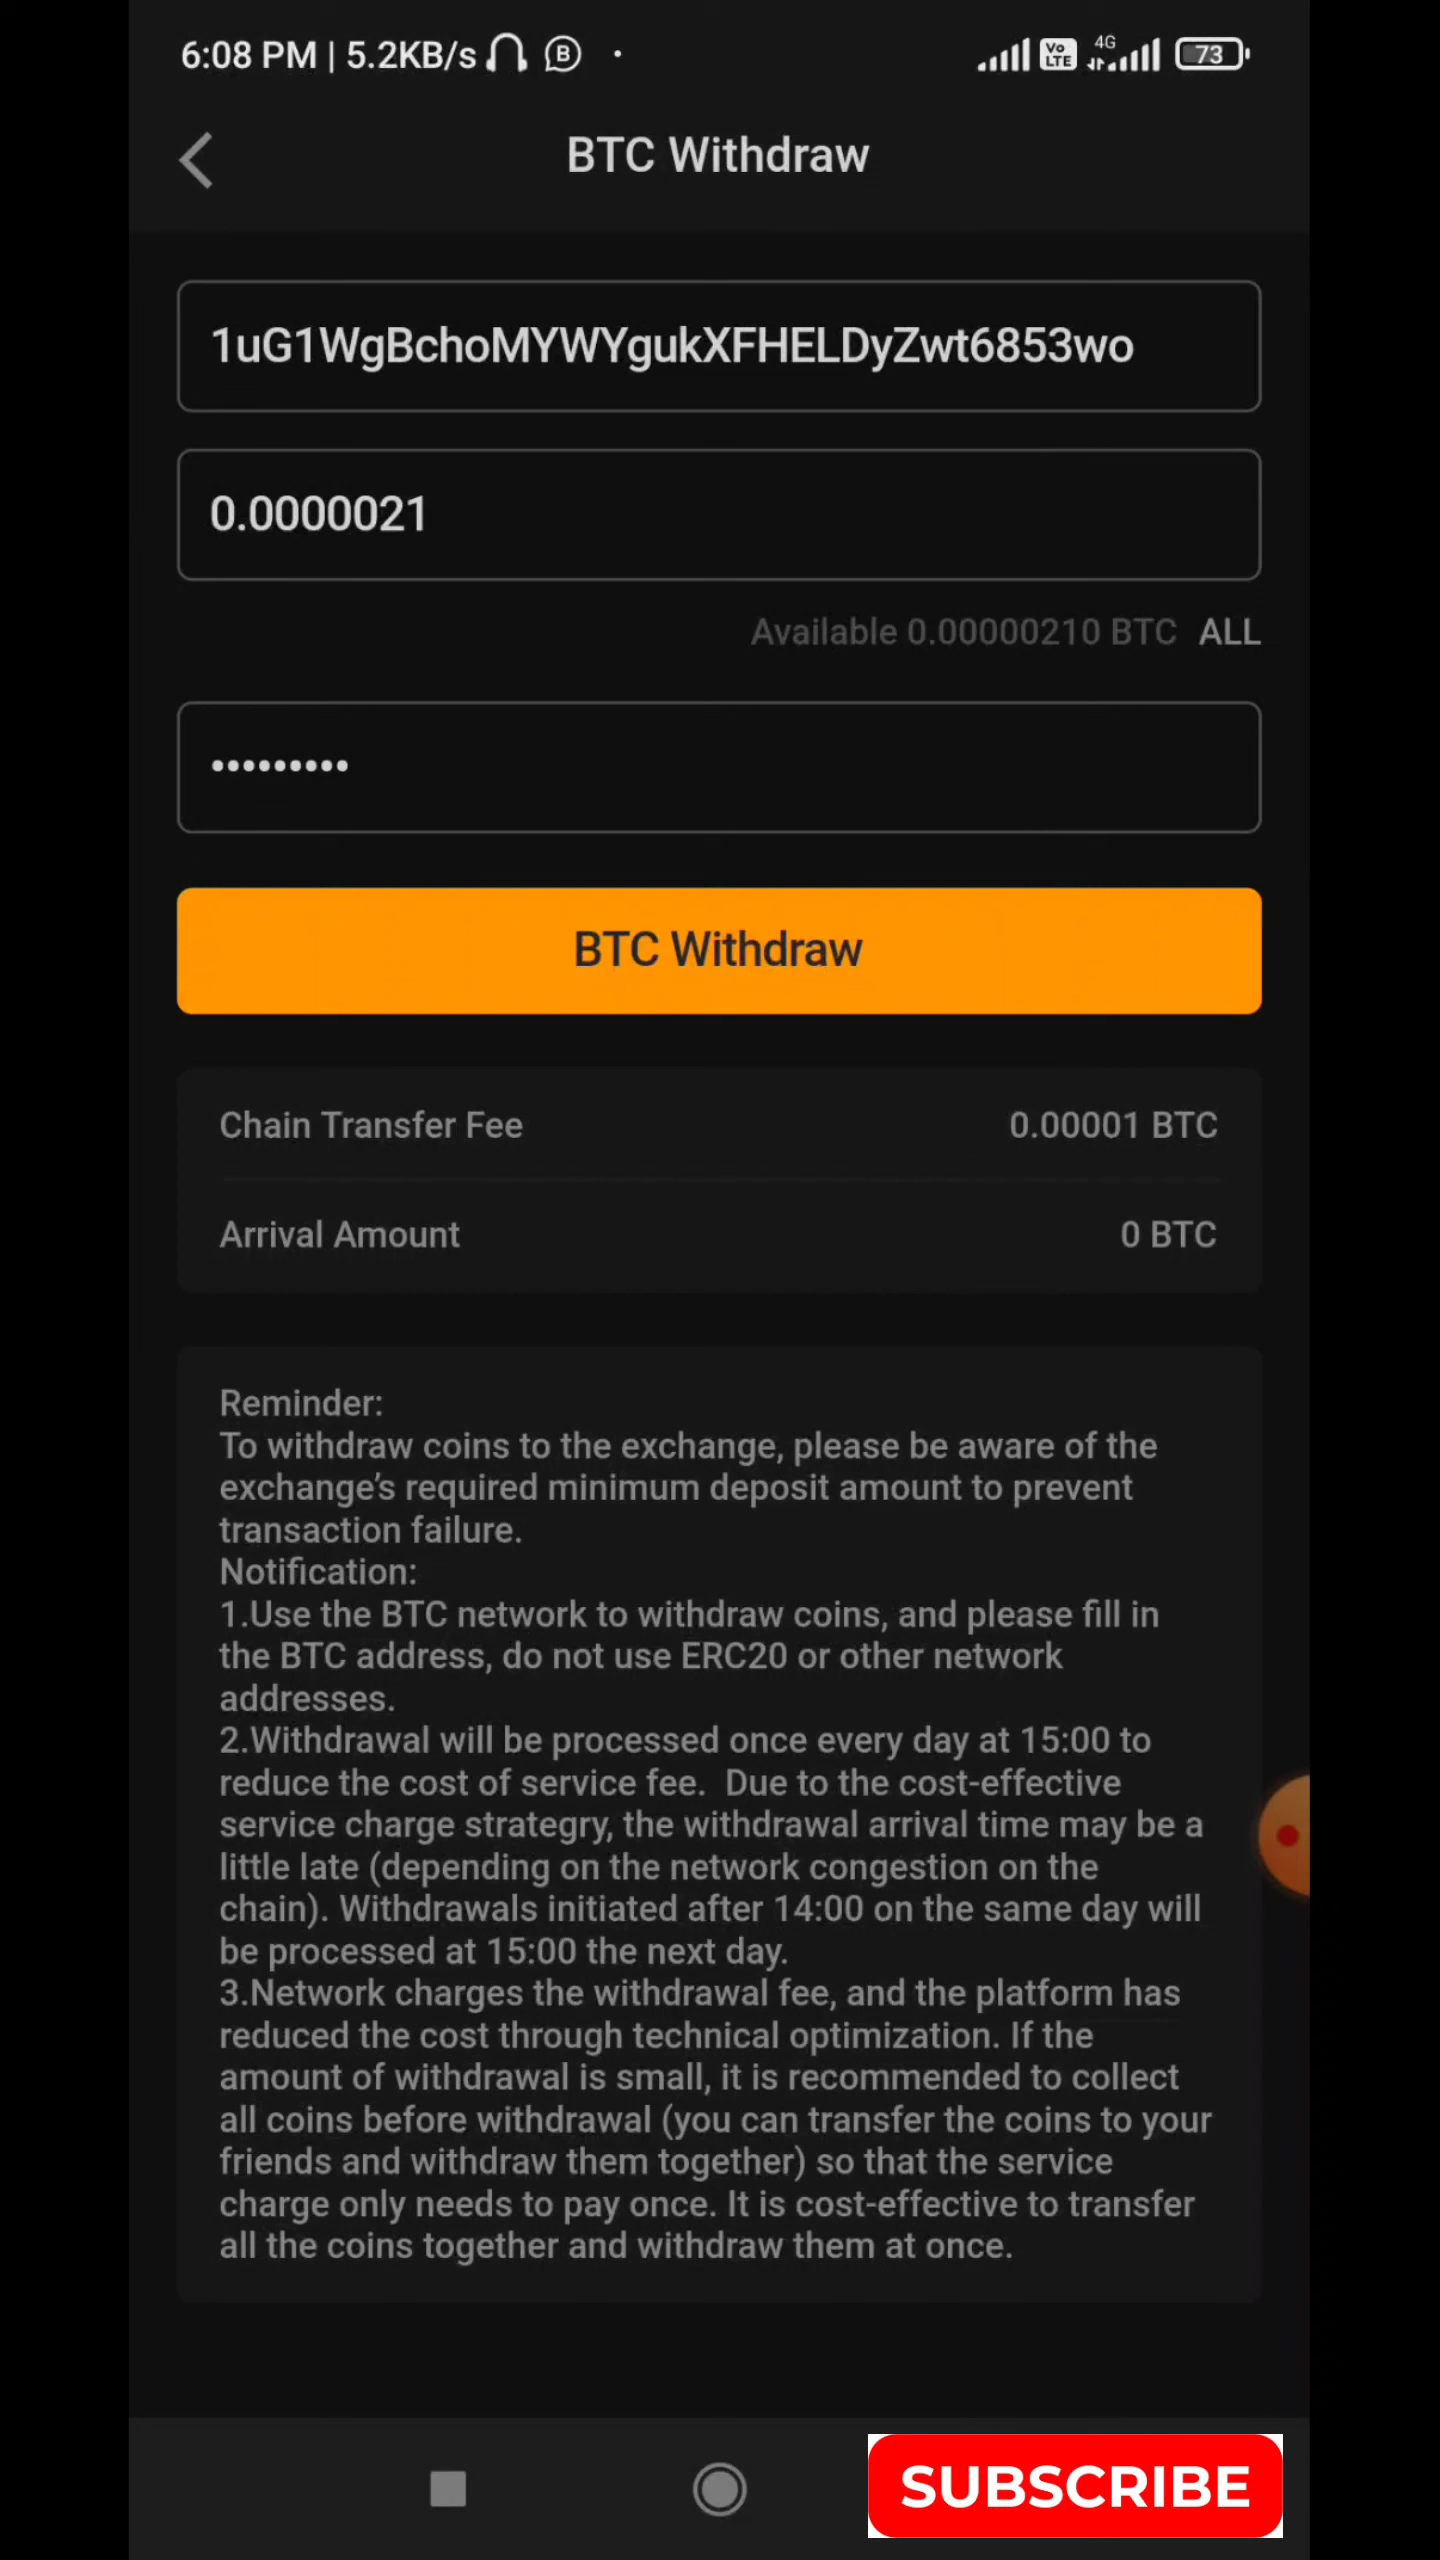 6:08 PM | 5.2KB/s B
Vo LTE 4G 73
BTC Withdraw
1uG1WgBchoMYWYgukXFHELDyZwt6853wo
0.0000021
Available 0.00000210 BTC ALL
•••••••••
BTC Withdraw
Chain Transfer Fee 0.00001 BTC
Arrival Amount 0 BTC
Reminder:
To withdraw coins to the exchange, please be aware of the
exchange's required minimum deposit amount to prevent
transaction failure.
Notification:
1.Use the BTC network to withdraw coins, and please fill in
the BTC address, do not use ERC20 or other network
addresses.
2.Withdrawal will be processed once every day at 15:00 to
reduce the cost of service fee.  Due to the cost-effective
service charge strategry, the withdrawal arrival time may be a
little late (depending on the network congestion on the
chain). Withdrawals initiated after 14:00 on the same day will
be processed at 15:00 the next day.
3.Network charges the withdrawal fee, and the platform has
reduced the cost through technical optimization. If the
amount of withdrawal is small, it is recommended to collect
all coins before withdrawal (you can transfer the coins to your
friends and withdraw them together) so that the service
charge only needs to pay once. It is cost-effective to transfer
all the coins together and withdraw them at once.
SUBSCRIBE